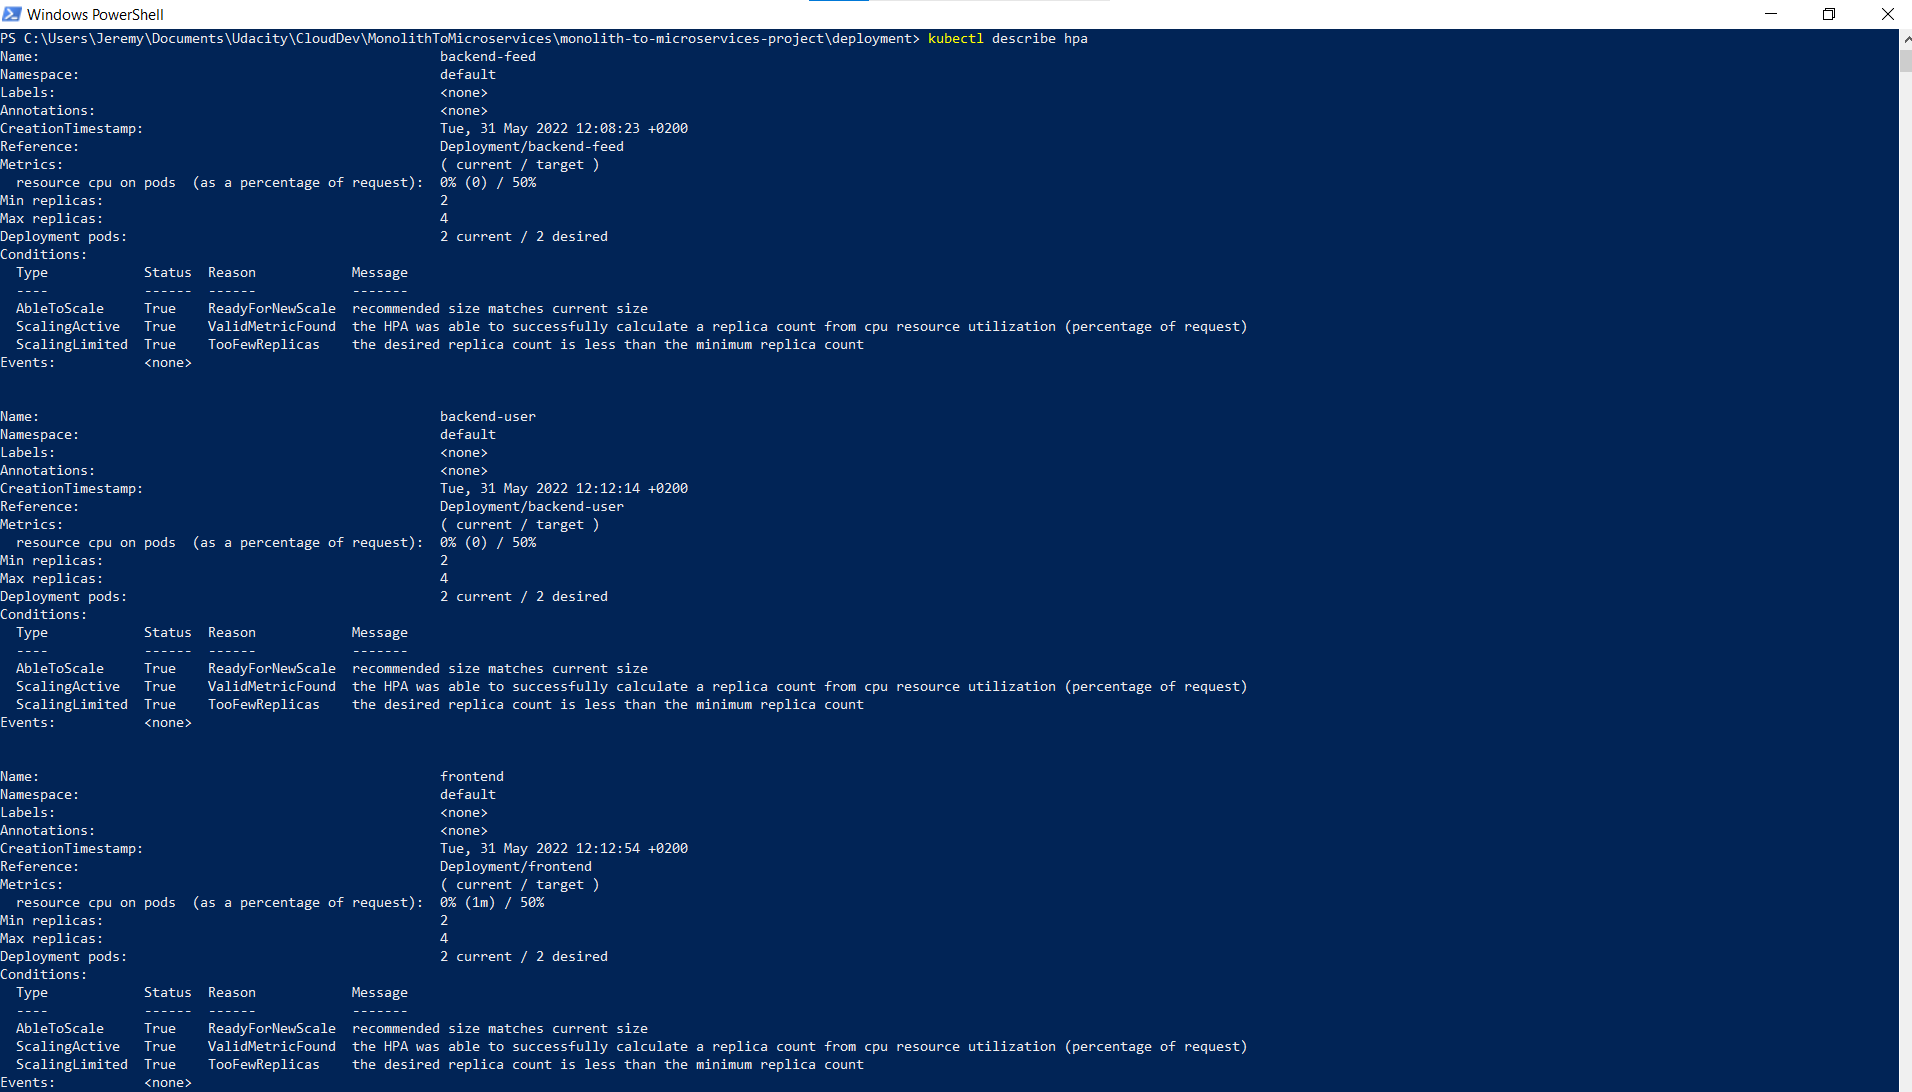 Windows PowerShell
PS C:\Users\Jeremy\Documents\Udacity\CloudDev\MonolithToMicroservices\monolith-to-microservices-project\deployment> kubectl describe hpa
Name: backend-feed
Namespace: default
Labels: <none>
Annotations: <none>
CreationTimestamp: Tue, 31 May 2022 12:08:23 +0200
Reference: Deployment/backend-feed
Metrics: ( current / target )
  resource cpu on pods  (as a percentage of request):  0% (0) / 50%
Min replicas: 2
Max replicas: 4
Deployment pods: 2 current / 2 desired
Conditions:
  Type            Status  Reason            Message
  ----            ------  ------            -------
  AbleToScale     True    ReadyForNewScale  recommended size matches current size
  ScalingActive   True    ValidMetricFound  the HPA was able to successfully calculate a replica count from cpu resource utilization (percentage of request)
  ScalingLimited  True    TooFewReplicas    the desired replica count is less than the minimum replica count
Events:           <none>
Name: backend-user
Namespace: default
Labels: <none>
Annotations: <none>
CreationTimestamp: Tue, 31 May 2022 12:12:14 +0200
Reference: Deployment/backend-user
Metrics: ( current / target )
  resource cpu on pods  (as a percentage of request):  0% (0) / 50%
Min replicas: 2
Max replicas: 4
Deployment pods: 2 current / 2 desired
Conditions:
  Type            Status  Reason            Message
  ----            ------  ------            -------
  AbleToScale     True    ReadyForNewScale  recommended size matches current size
  ScalingActive   True    ValidMetricFound  the HPA was able to successfully calculate a replica count from cpu resource utilization (percentage of request)
  ScalingLimited  True    TooFewReplicas    the desired replica count is less than the minimum replica count
Events:           <none>
Name: frontend
Namespace: default
Labels: <none>
Annotations: <none>
CreationTimestamp: Tue, 31 May 2022 12:12:54 +0200
Reference: Deployment/frontend
Metrics: ( current / target )
  resource cpu on pods  (as a percentage of request):  0% (1m) / 50%
Min replicas: 2
Max replicas: 4
Deployment pods: 2 current / 2 desired
Conditions:
  Type            Status  Reason            Message
  ----            ------  ------            -------
  AbleToScale     True    ReadyForNewScale  recommended size matches current size
  ScalingActive   True    ValidMetricFound  the HPA was able to successfully calculate a replica count from cpu resource utilization (percentage of request)
  ScalingLimited  True    TooFewReplicas    the desired replica count is less than the minimum replica count
Events:           <none>